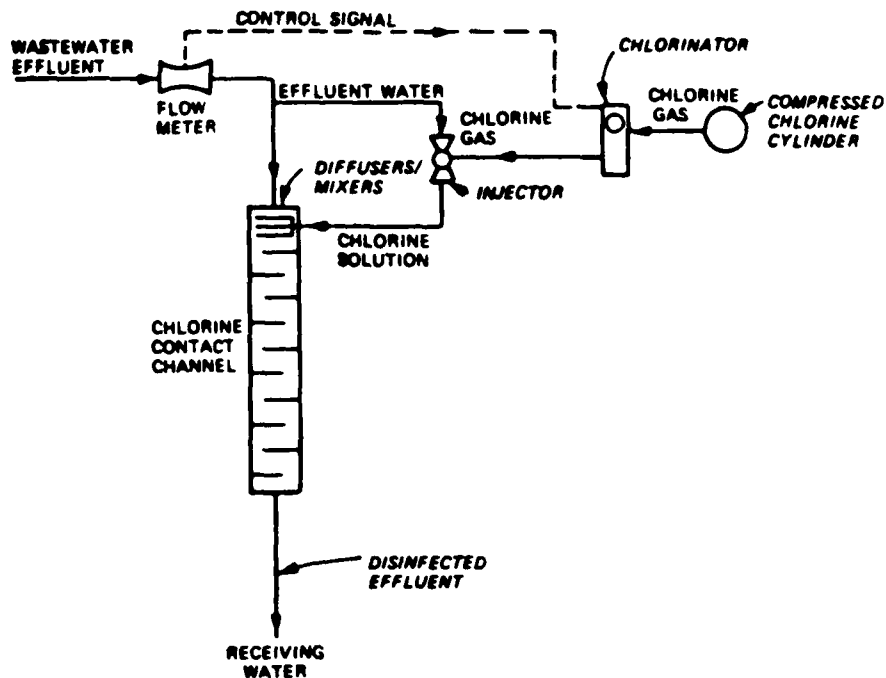 CONTROL SIGNAL
WASTEWATER
EFFLUENT
FLOW
METER
EFFLUENT WATER
CHLORINE
GAS
CHLORINATOR
CHLORINE
GAS
COMPRESSED
CHLORINE
CYLINDER
DIFFUSERS/
MIXERS
INJECTOR
CHLORINE
SOLUTION
CHLORINE
CONTACT
CHANNEL
DISINFECTED
EFFLUENT
RECEIVING
WATER